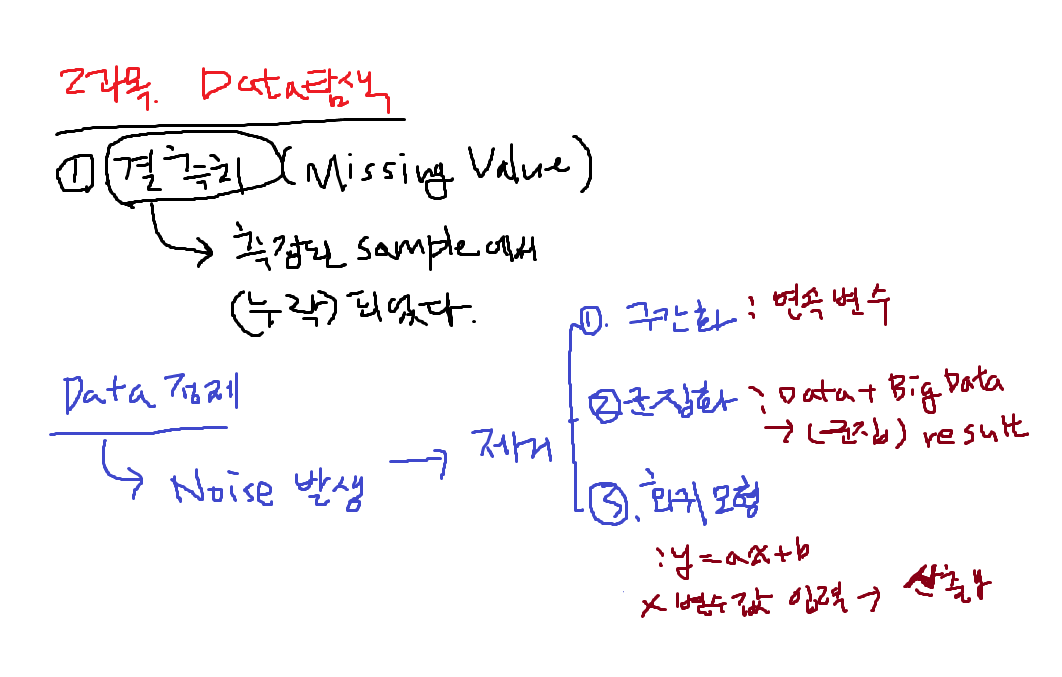 2과목. Data탐색
① 결측치 (Missing Value)
→ 측정된 sample에서
(누락) 되었다.
Data 정제
→ Noise 발생 → 제거
①. 구간화 : 연속 변수
② 군집화 : Data + Big Data
→ (군집) result
③. 회귀모형
: y = ax + b
x 변수값 입력 → 산출y